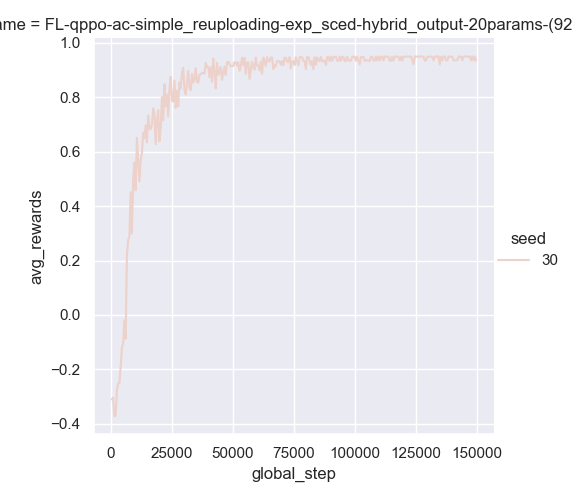 ame = FL-qppo-ac-simple_reuploading-exp_sced-hybrid_output-20params-(92
1.0
0.8
0.6
0.4
0.2
0.0
−0.2
−0.4
avg_rewards
0 25000 50000 75000 100000 125000 150000
global_step
seed
30